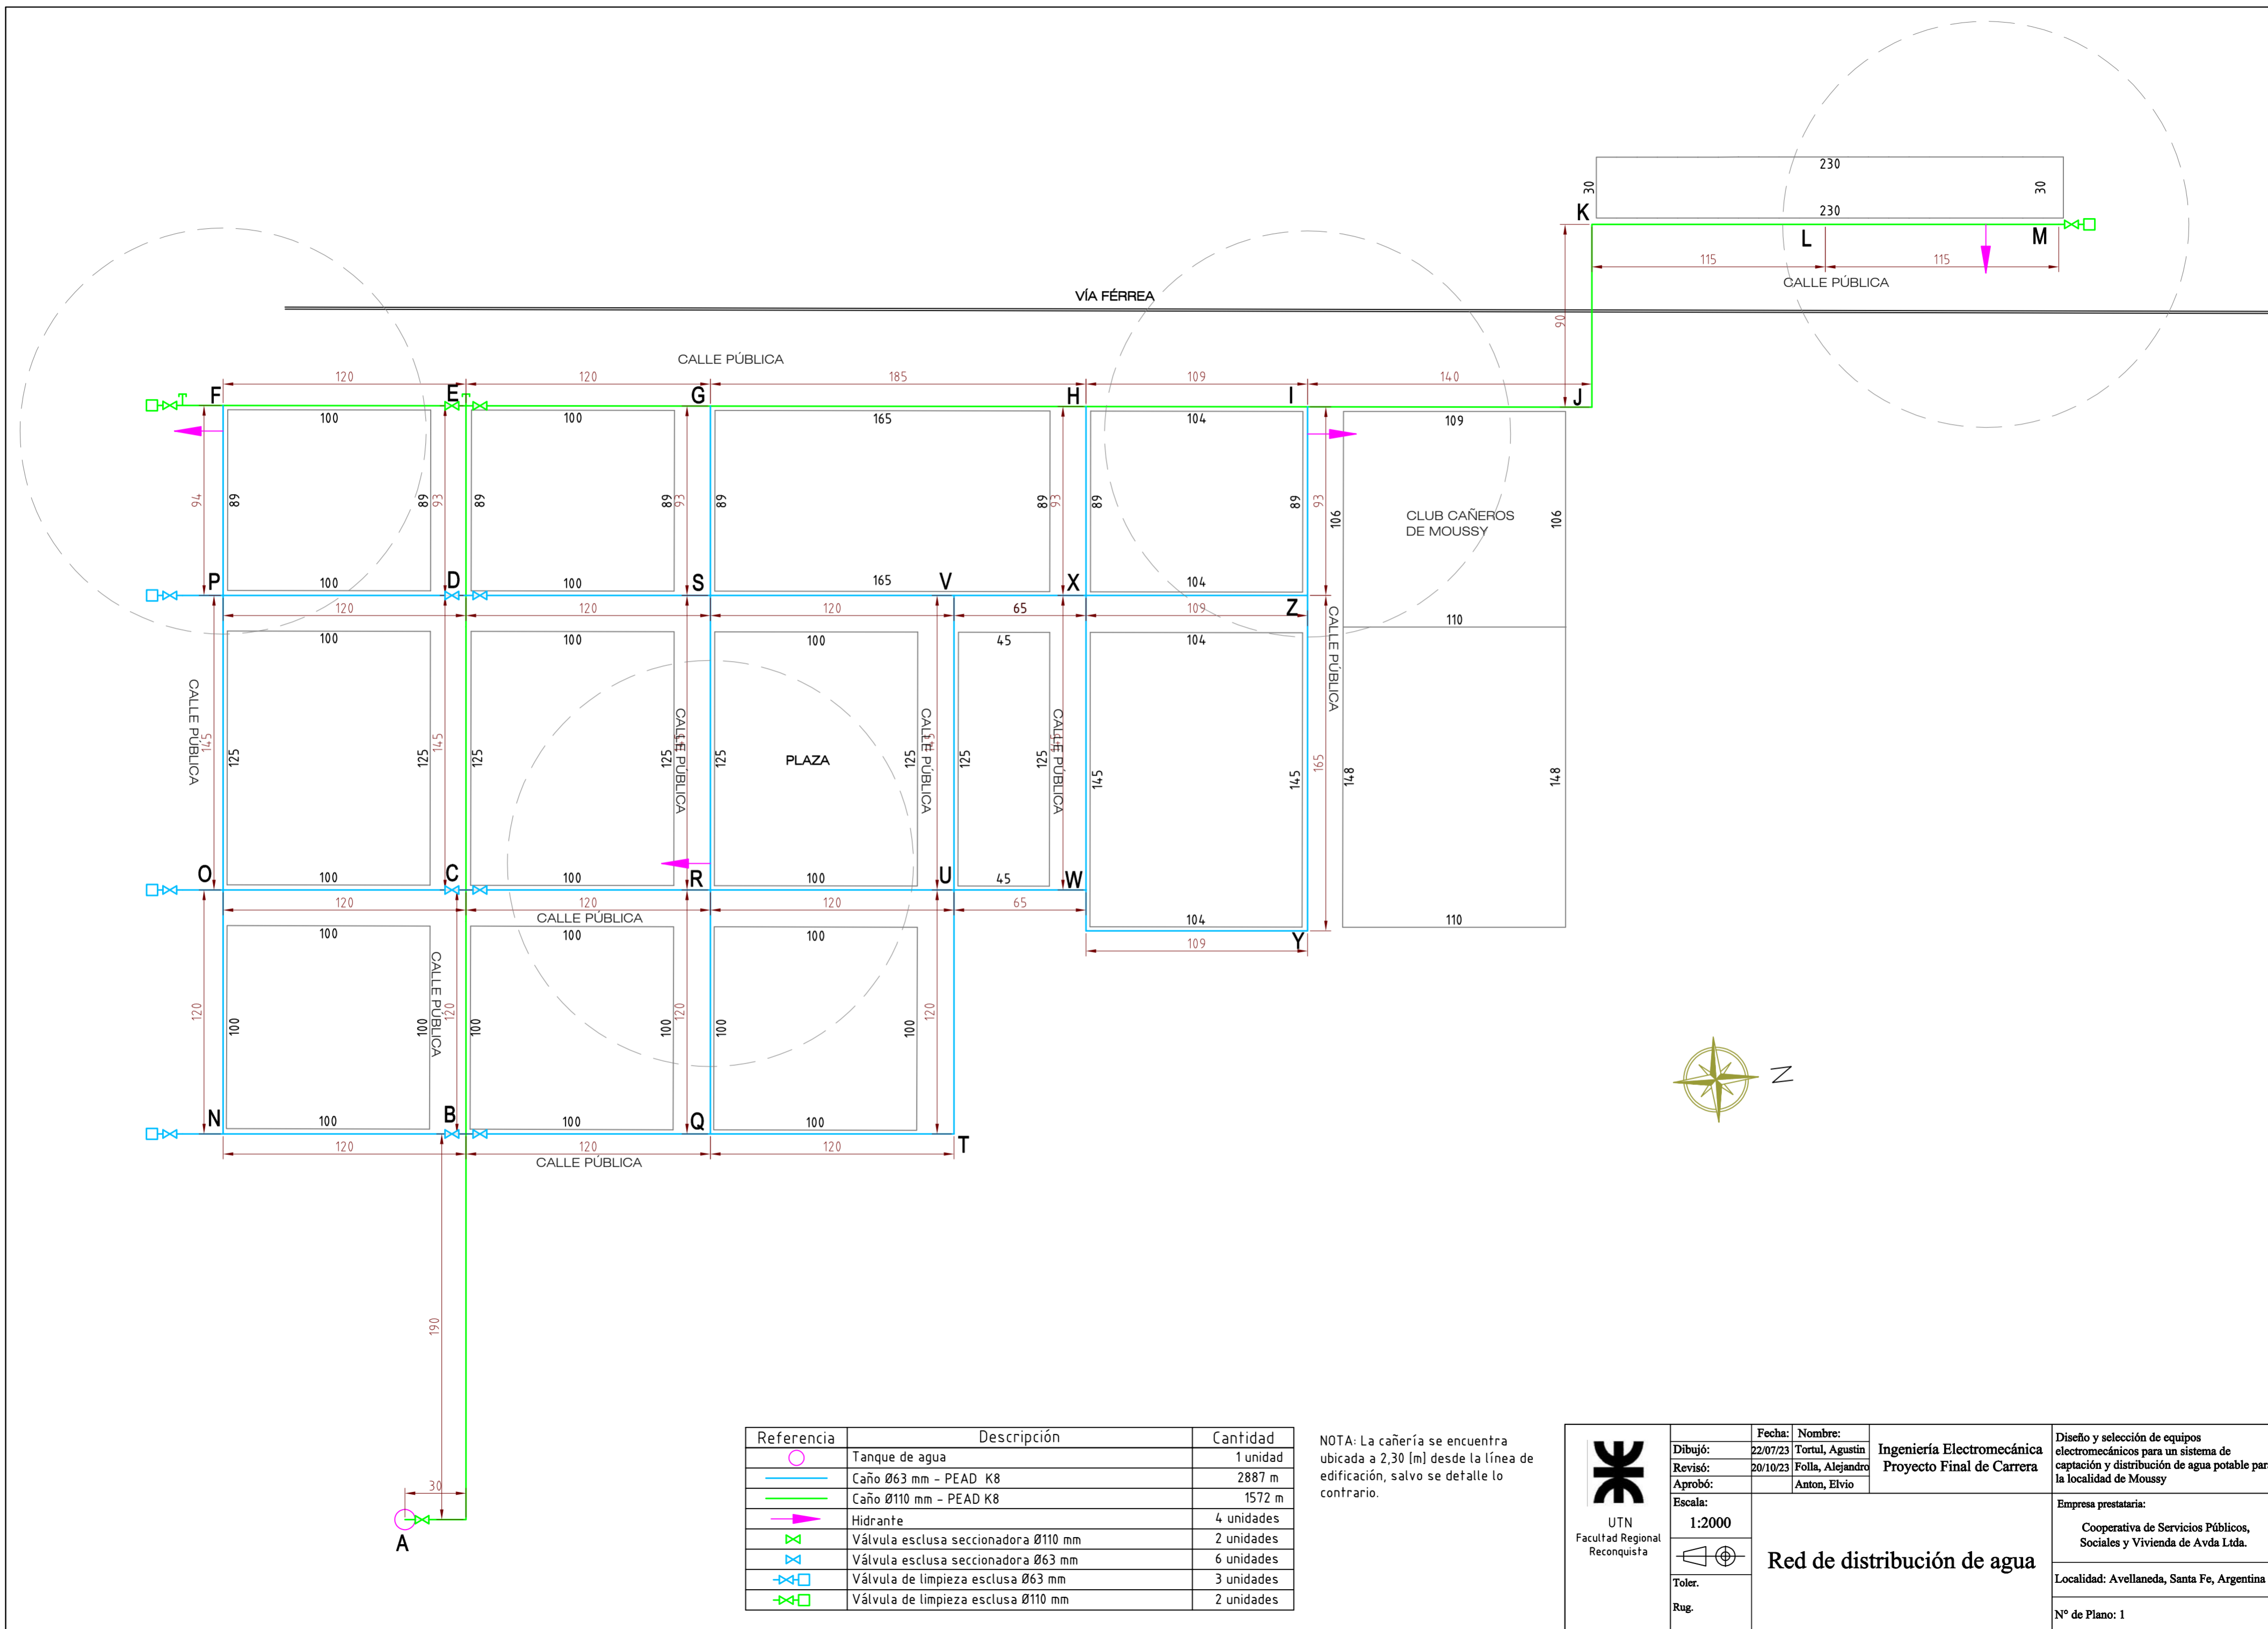 230
30
30
K
230
L
M
115
115
CALLE PÚBLICA
VÍA FÉRREA
90
CALLE PÚBLICA
120
120
185
109
140
F
E
G
H
I
J
100
100
165
104
109
94
89
89
93
89
89
93
89
89
93
89
89
93
106
CLUB CAÑEROS
DE MOUSSY
106
100
100
165
104
P
D
S
V
X
Z
120
120
120
65
109
110
100
100
100
45
104
CALLE PÚBLICA
CALLE PÚBLICA
145
125
125
145
125
125
CALLE PÚBLICA
125
PLAZA
125
CALLE PÚBLICA
125
125
CALLE PÚBLICA
145
145
165
148
148
O
C
R
U
W
100
100
100
45
120
120
120
65
CALLE PÚBLICA
104
110
Y
109
100
100
100
120
100
100
CALLE PÚBLICA
120
100
100
120
100
100
120
N
N
B
Q
T
100
100
100
120
120
120
CALLE PÚBLICA
190
30
A
Referencia Descripción Cantidad
Tanque de agua 1 unidad
Caño Ø63 mm - PEAD K8 2887 m
Caño Ø110 mm - PEAD K8 1572 m
Hidrante 4 unidades
Válvula esclusa seccionadora Ø110 mm 2 unidades
Válvula esclusa seccionadora Ø63 mm 6 unidades
Válvula de limpieza esclusa Ø63 mm 3 unidades
Válvula de limpieza esclusa Ø110 mm 2 unidades
NOTA: La cañería se encuentra
ubicada a 2,30 [m] desde la línea de
edificación, salvo se detalle lo
contrario.
UTN
Facultad Regional
Reconquista
Fecha: Nombre:
Dibujó: 22/07/23 Tortul, Agustin
Revisó: 20/10/23 Folla, Alejandro
Aprobó: Anton, Elvio
Ingeniería Electromecánica
Proyecto Final de Carrera
Diseño y selección de equipos
electromecánicos para un sistema de
captación y distribución de agua potable para
la localidad de Moussy
Escala:
1:2000
Toler.
Rug.
Red de distribución de agua
Empresa prestataria:
Cooperativa de Servicios Públicos,
Sociales y Vivienda de Avda Ltda.
Localidad: Avellaneda, Santa Fe, Argentina
N° de Plano: 1